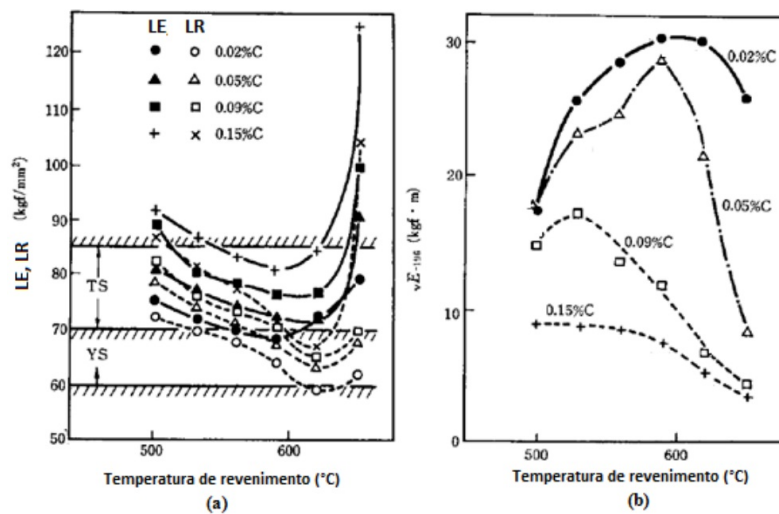 LE LR
0.02%C
0.05%C
0.09%C
0.15%C
120
110
100
90
80
70
60
50
LE, LR
(kgf/mm²)
TS
YS
500
600
Temperatura de revenimento (°C)
(a)
30
20
10
0
vE-196 (kgf·m)
0.02%C
0.05%C
0.09%C
0.15%C
500
600
Temperatura de revenimento (°C)
(b)